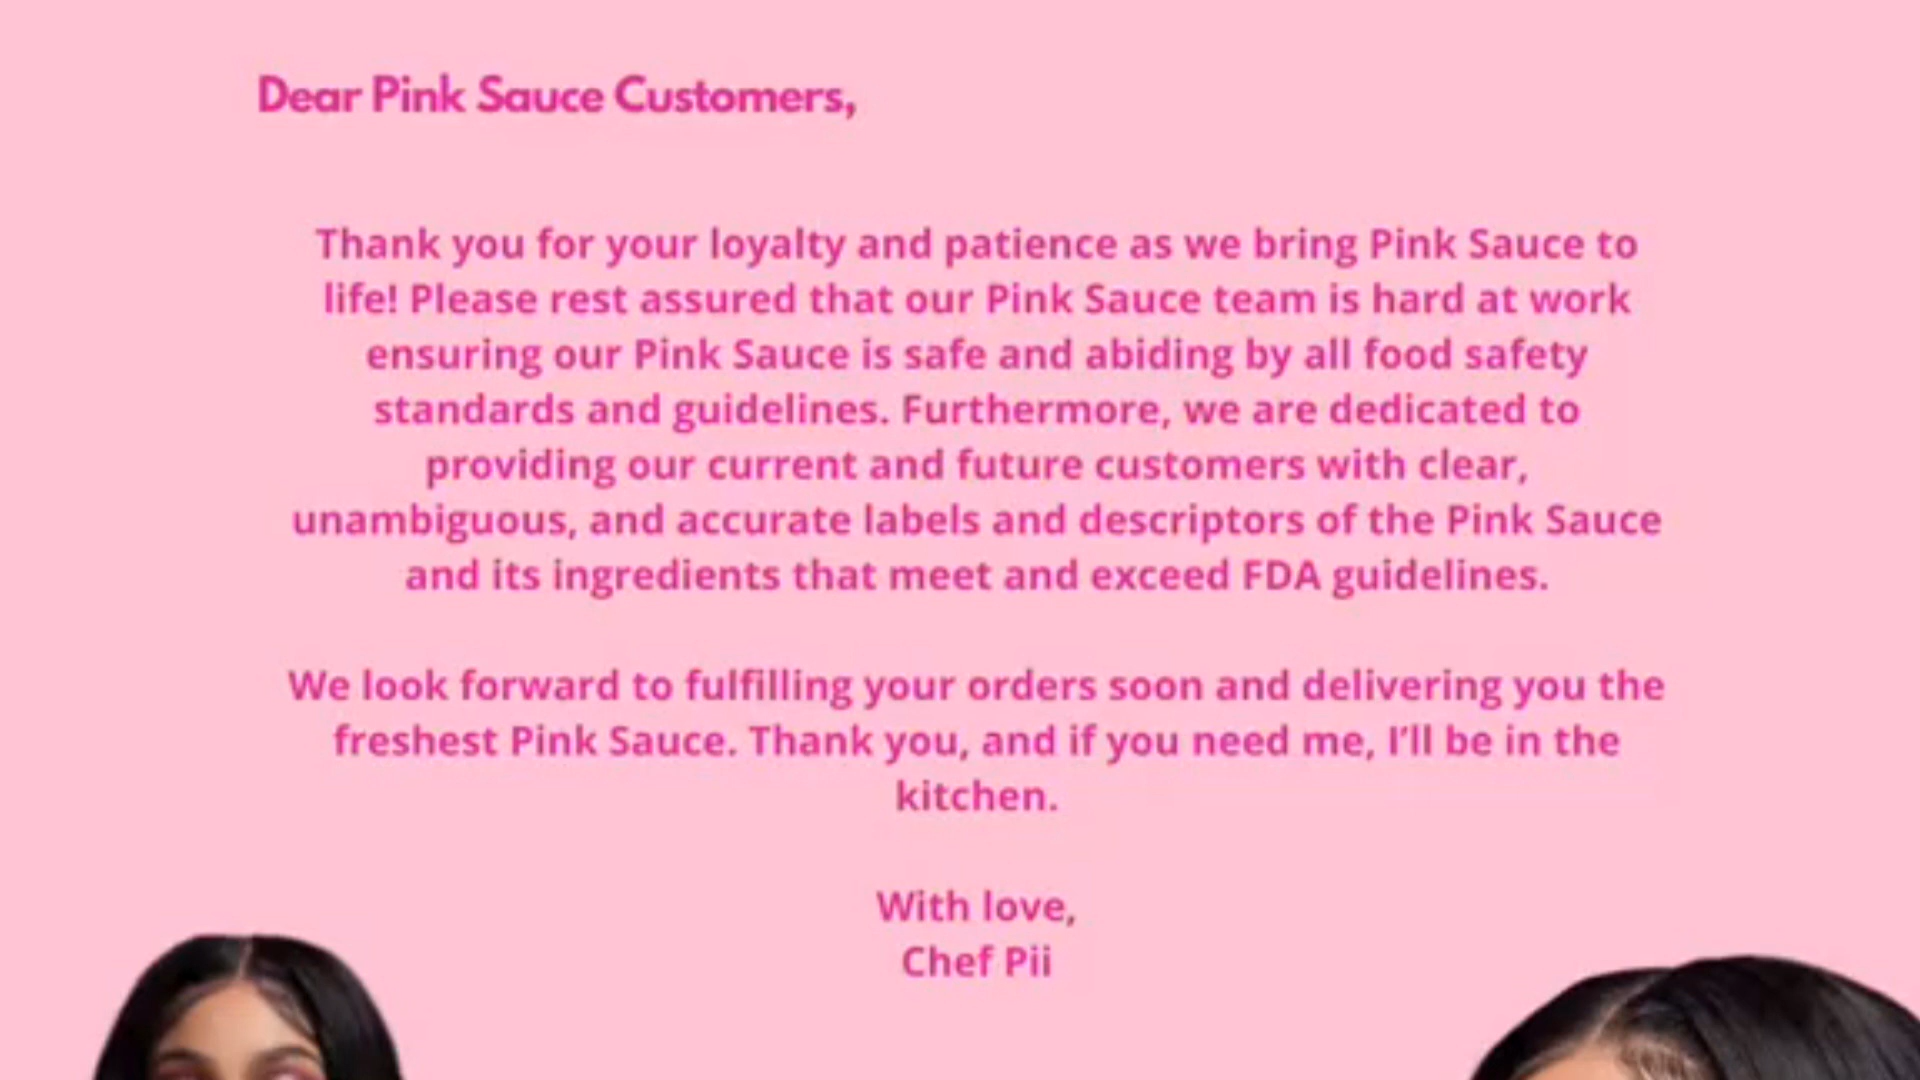 Dear Pink Sauce Customers,
Thank you for your loyalty and patience as we bring Pink Sauce to
life! Please rest assured that our Pink Sauce team is hard at work
ensuring our Pink Sauce is safe and abiding by all food safety
standards and guidelines. Furthermore, we are dedicated to
providing our current and future customers with clear,
unambiguous, and accurate labels and descriptors of the Pink Sauce
and its ingredients that meet and exceed FDA guidelines.
We look forward to fulfilling your orders soon and delivering you the
freshest Pink Sauce. Thank you, and if you need me, I'll be in the
kitchen.
With love,
Chef Pii